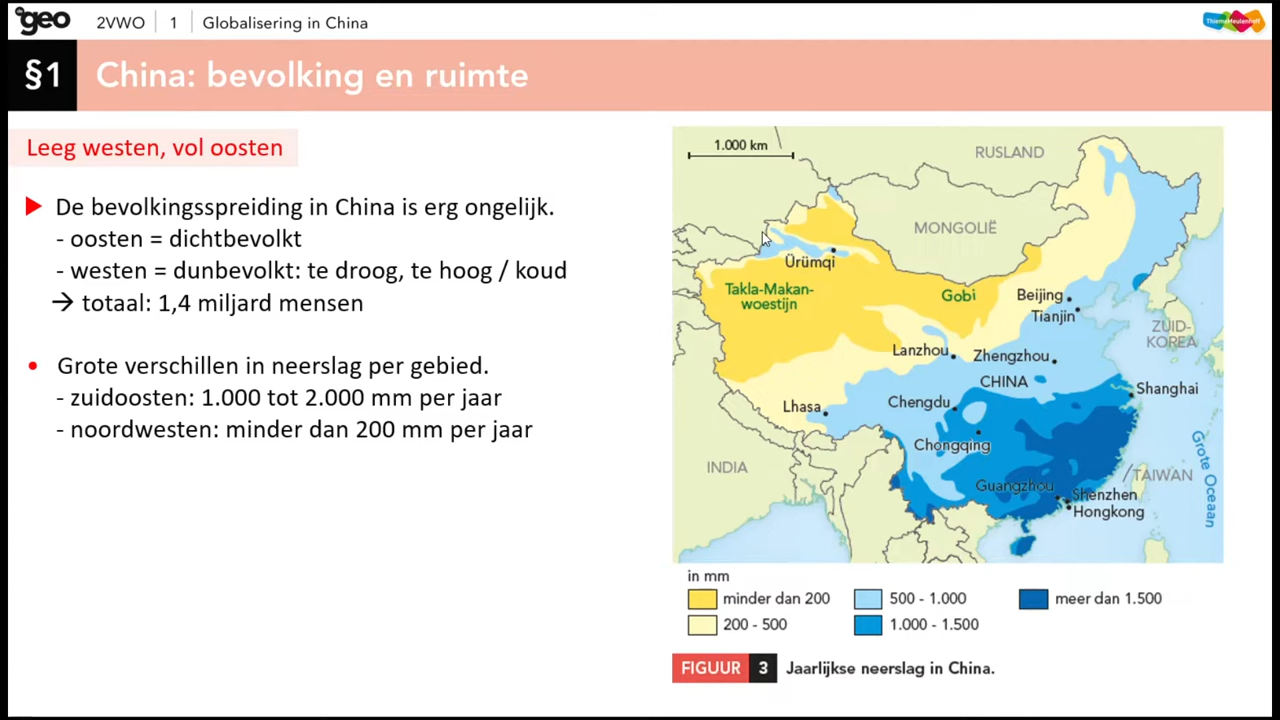 de geo 2VWO 1 Globalisering in China
ThiemeMeulenhoff
§1 China: bevolking en ruimte
Leeg westen, vol oosten
De bevolkingsspreiding in China is erg ongelijk.
- oosten = dichtbevolkt
- westen = dunbevolkt: te droog, te hoog / koud
→ totaal: 1,4 miljard mensen
• Grote verschillen in neerslag per gebied.
- zuidoosten: 1.000 tot 2.000 mm per jaar
- noordwesten: minder dan 200 mm per jaar
1.000 km
RUSLAND
MONGOLIË
Ürümqi
Takla-Makan-
woestijn
Gobi
Beijing
Tianjin
ZUID-
KOREA
Lanzhou
Zhengzhou
CHINA
Shanghai
Lhasa
Chengdu
Chongqing
INDIA
TAIWAN
Guangzhou
Shenzhen
Hongkong
Grote Oceaan
in mm
minder dan 200
500 - 1.000
meer dan 1.500
200 - 500
1.000 - 1.500
FIGUUR 3 Jaarlijkse neerslag in China.